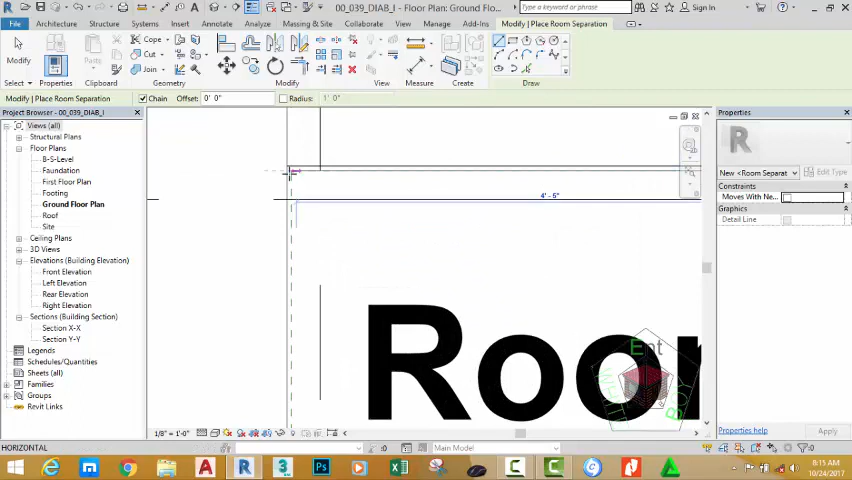 00_039_DIAB_I - Floor Plan: Ground Flo...
Type a keyword or phrase
Sign In
File
Architecture
Structure
Systems
Insert
Annotate
Analyze
Massing & Site
Collaborate
View
Manage
Add-Ins
Modify | Place Room Separation
Modify
Paste
Cope
Cut
Join
Select
Properties
Clipboard
Geometry
Modify
View
Measure
Create
Draw
Modify | Place Room Separation
Chain
Offset: 0' 0"
Radius: 1' 0"
Project Browser - 00_039_DIAB_I
Views (all)
Structural Plans
Floor Plans
B-S-Level
Foundation
First Floor Plan
Footing
Ground Floor Plan
Roof
Site
Ceiling Plans
3D Views
Elevations (Building Elevation)
Front Elevation
Left Elevation
Rear Elevation
Right Elevation
Sections (Building Section)
Section X-X
Section Y-Y
Legends
Schedules/Quantities
Sheets (all)
Families
Groups
Revit Links
4' - 5"
Room
Ent
WHITE
BOY
Properties
New <Room Separat
Edit Type
Constraints
Moves With Ne...
Graphics
Detail Line
Properties help
Apply
1/8" = 1'-0"
HORIZONTAL
:0
Main Model
:0
8:15 AM
10/24/2017